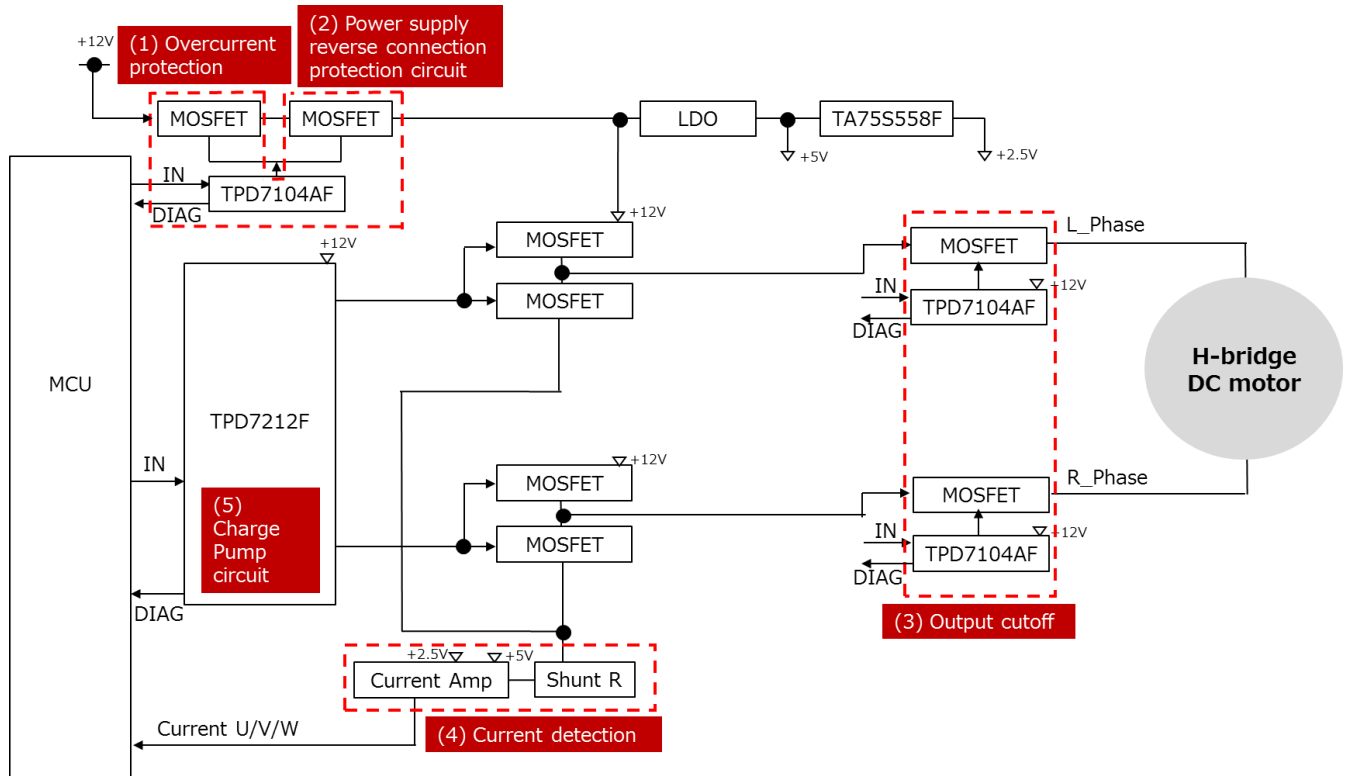 +12V
(1) Overcurrent
protection
(2) Power supply
reverse connection
protection circuit
MOSFET
MOSFET
LDO
TA75S558F
+5V
+2.5V
IN
TPD7104AF
DIAG
+12V
+12V
MOSFET
MOSFET
MOSFET
L_Phase
IN
+12V
TPD7104AF
DIAG
H-bridge
DC motor
MCU
TPD7212F
IN
(5)
Charge
Pump
circuit
DIAG
+12V
MOSFET
MOSFET
MOSFET
R_Phase
IN
+12V
TPD7104AF
DIAG
(3) Output cutoff
+2.5V
+5V
Current Amp
Shunt R
(4) Current detection
Current U/V/W